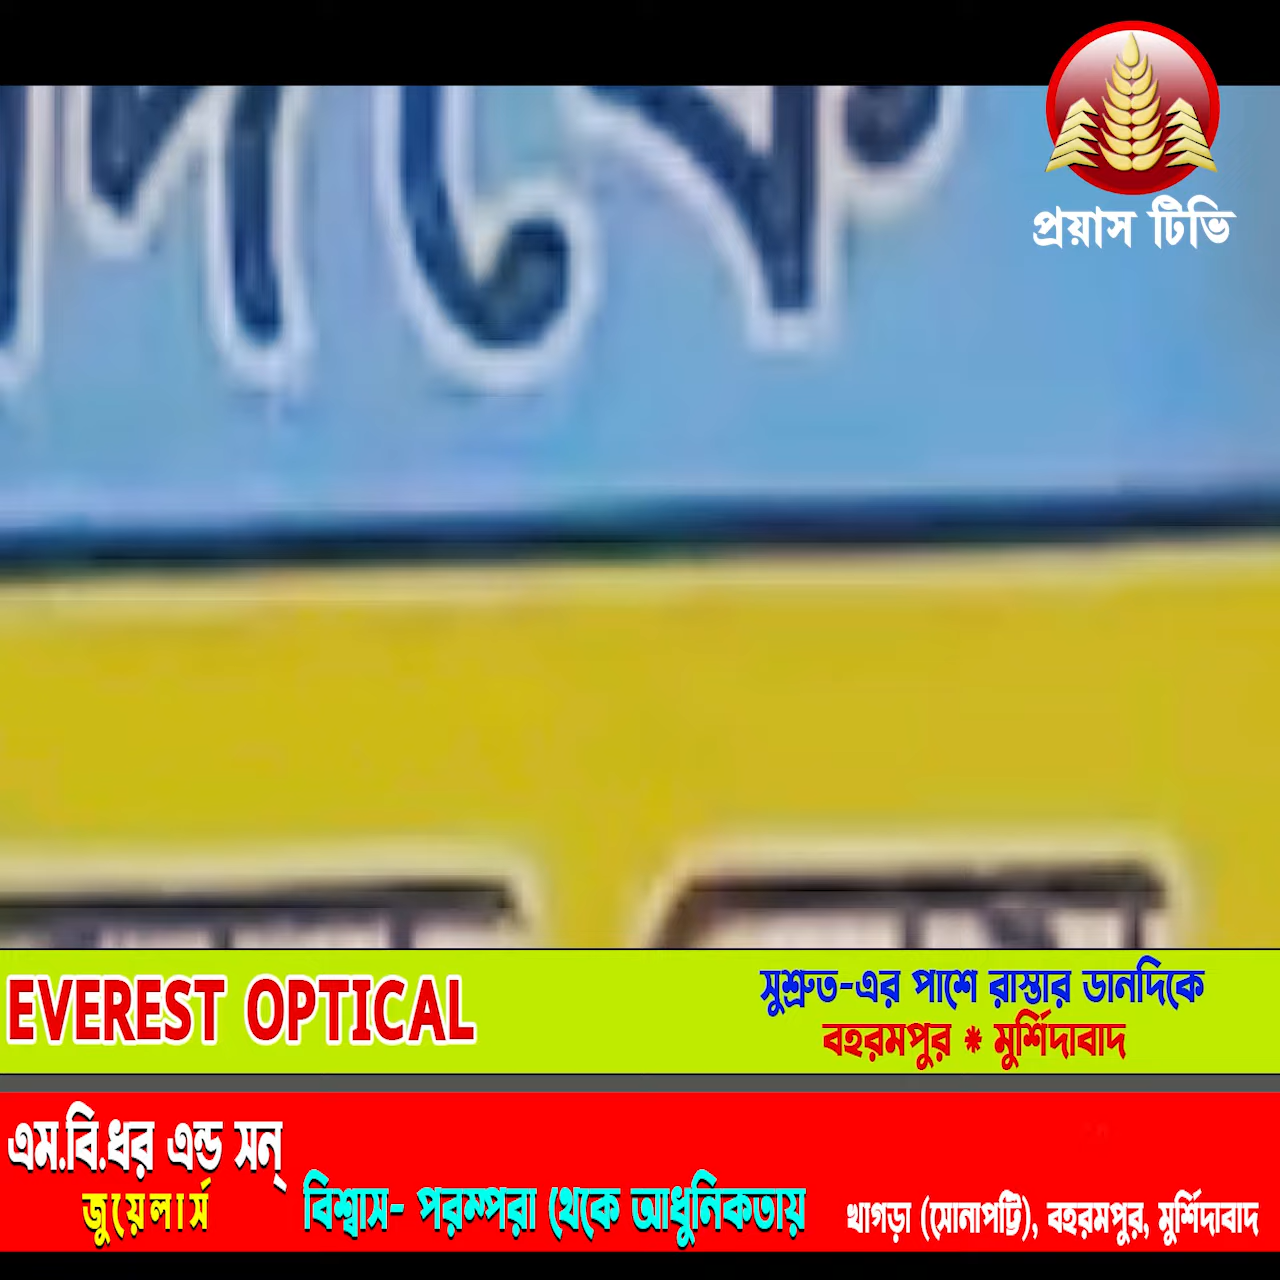 প্রয়াস টিভি
EVEREST OPTICAL
সুশ্রুত-এর পাশে রাস্তার ডানদিকে
বহরমপুর * মুর্শিদাবাদ
এম.বি.ধর এন্ড সন্
জুয়েলার্স
বিশ্বাস- পরম্পরা থেকে আধুনিকতায়
খাগড়া (সোনাপট্টি), বহরমপুর, মুর্শিদাবাদ